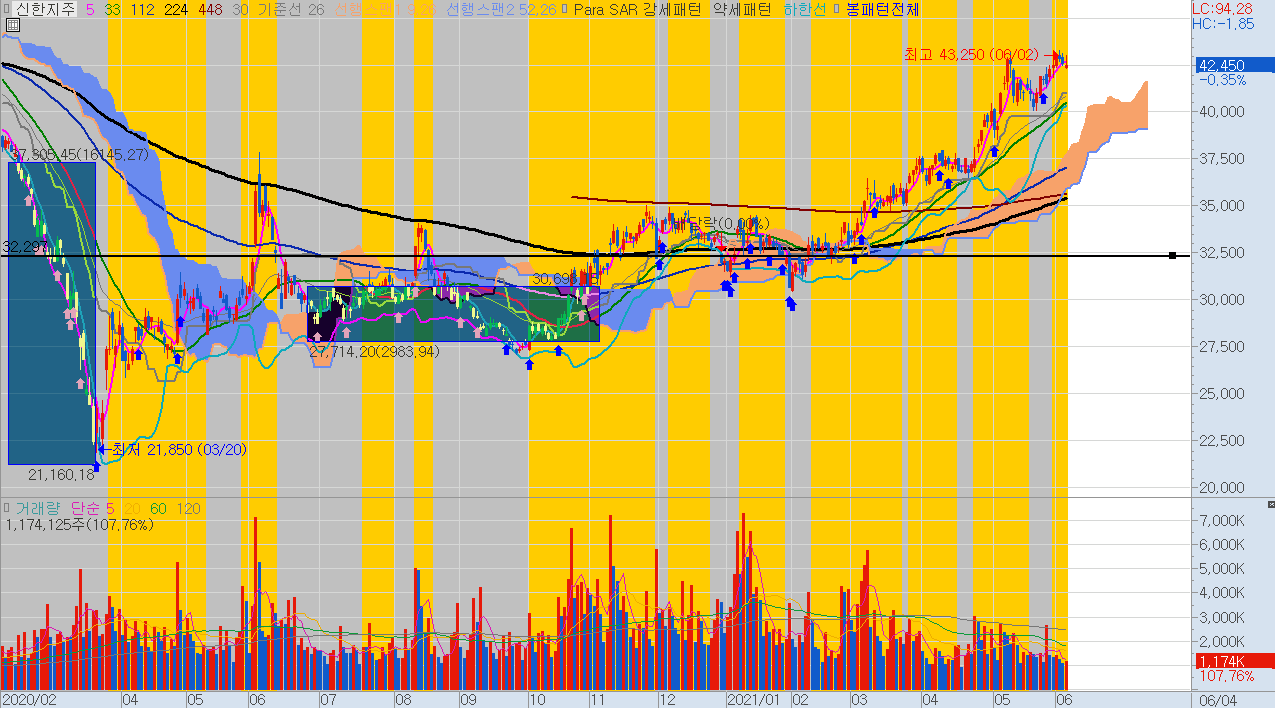 신한지주 5 33 112 224 448 30 기준선 26 선행스팬1 9,26 선행스팬2 52,26 Para SAR 강세패턴 약세패턴 하한선 봉패턴전체
LC:94,28
HC:-1,85
최고 43,250 (06/02)
42,450
-0,35%
40,000
37,305,45(16145,27)
37,500
35,000
배달락(0,00%)
32,297
32,500
30,000
27,714,20(2983,94)
27,500
25,000
최저 21,850 (03/20)
22,500
21,160,18
20,000
거래량 단순 5 20 60 120
1,174,125주(107,76%)
7,000K
6,000K
5,000K
4,000K
3,000K
2,000K
1,174K
107,76%
2020/02 04 05 06 07 08 09 10 11 12 2021/01 02 03 04 05 06 06/04